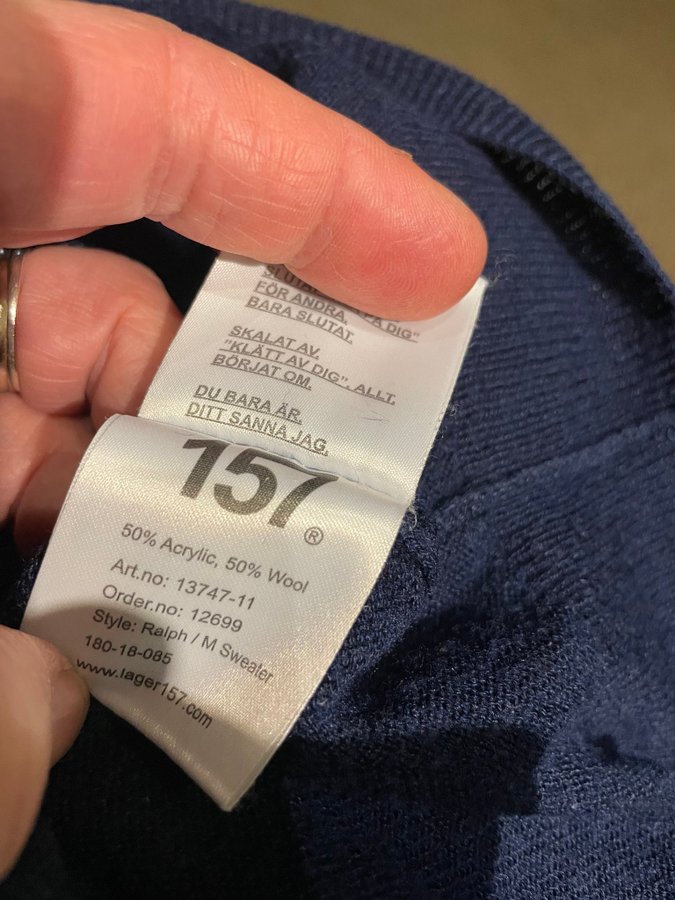 PÅ DIG"
FÖR ANDRA.
BARA SLUTAT.
SKALAT AV.
"KLÄTT AV DIG". ALLT.
BÖRJAT OM.
DU BARA ÄR.
DITT SANNA JAG.
157®
50% Acrylic, 50% Wool
Art.no: 13747-11
Order.no: 12699
Style: Ralph / M Sweater
180-18-085
www.lager157.com